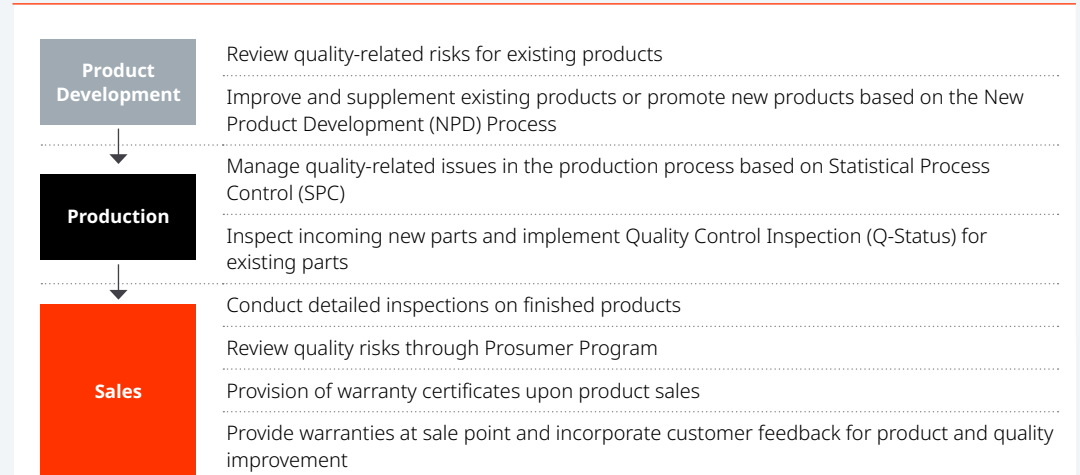 Product
Development
Review quality-related risks for existing products
Improve and supplement existing products or promote new products based on the New
Product Development (NPD) Process
Production
Manage quality-related issues in the production process based on Statistical Process
Control (SPC)
Inspect incoming new parts and implement Quality Control Inspection (Q-Status) for
existing parts
Sales
Conduct detailed inspections on finished products
Review quality risks through Prosumer Program
Provision of warranty certificates upon product sales
Provide warranties at sale point and incorporate customer feedback for product and quality
improvement